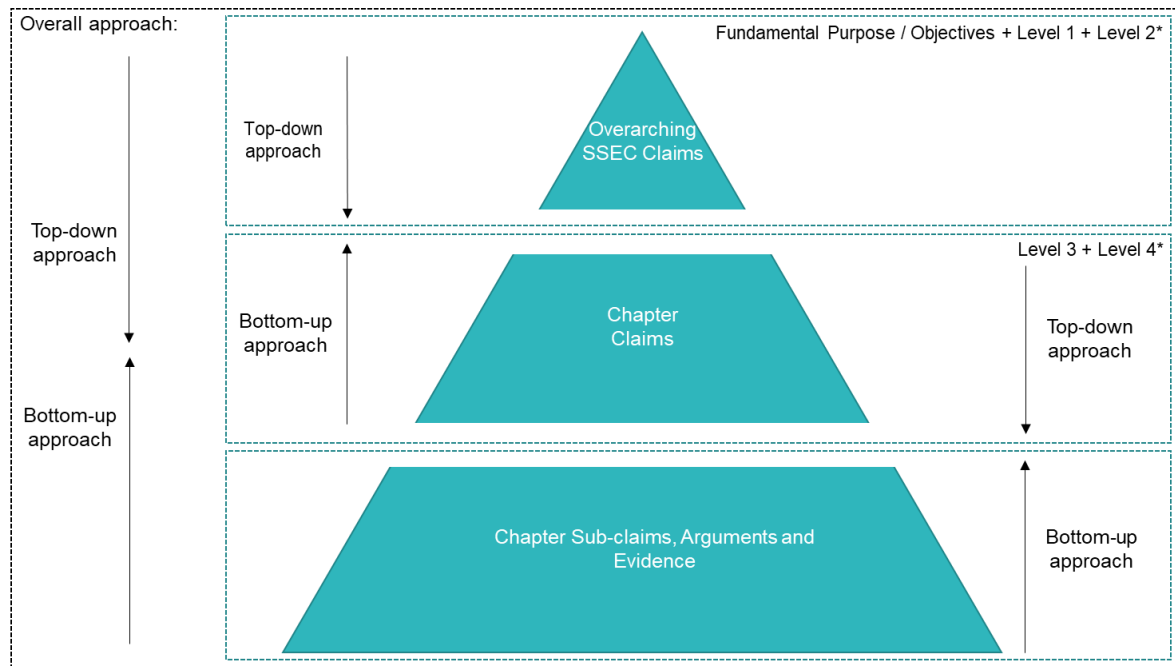 Overall approach:
Fundamental Purpose / Objectives + Level 1 + Level 2*
Top-down
approach
Overarching
SSEC Claims
Top-down
approach
Level 3 + Level 4*
Bottom-up
approach
Chapter
Claims
Top-down
approach
Bottom-up
approach
Chapter Sub-claims, Arguments and
Evidence
Bottom-up
approach